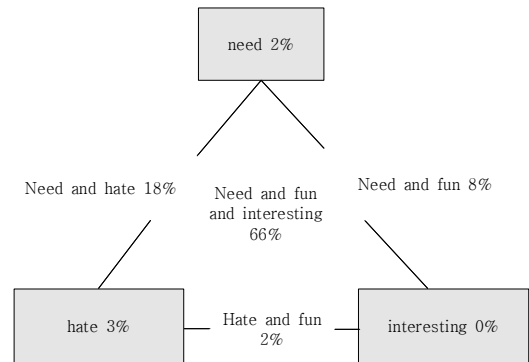 need 2%
Need and hate 18%
Need and fun
and interesting
66%
Need and fun 8%
hate 3%
Hate and fun
2%
interesting 0%